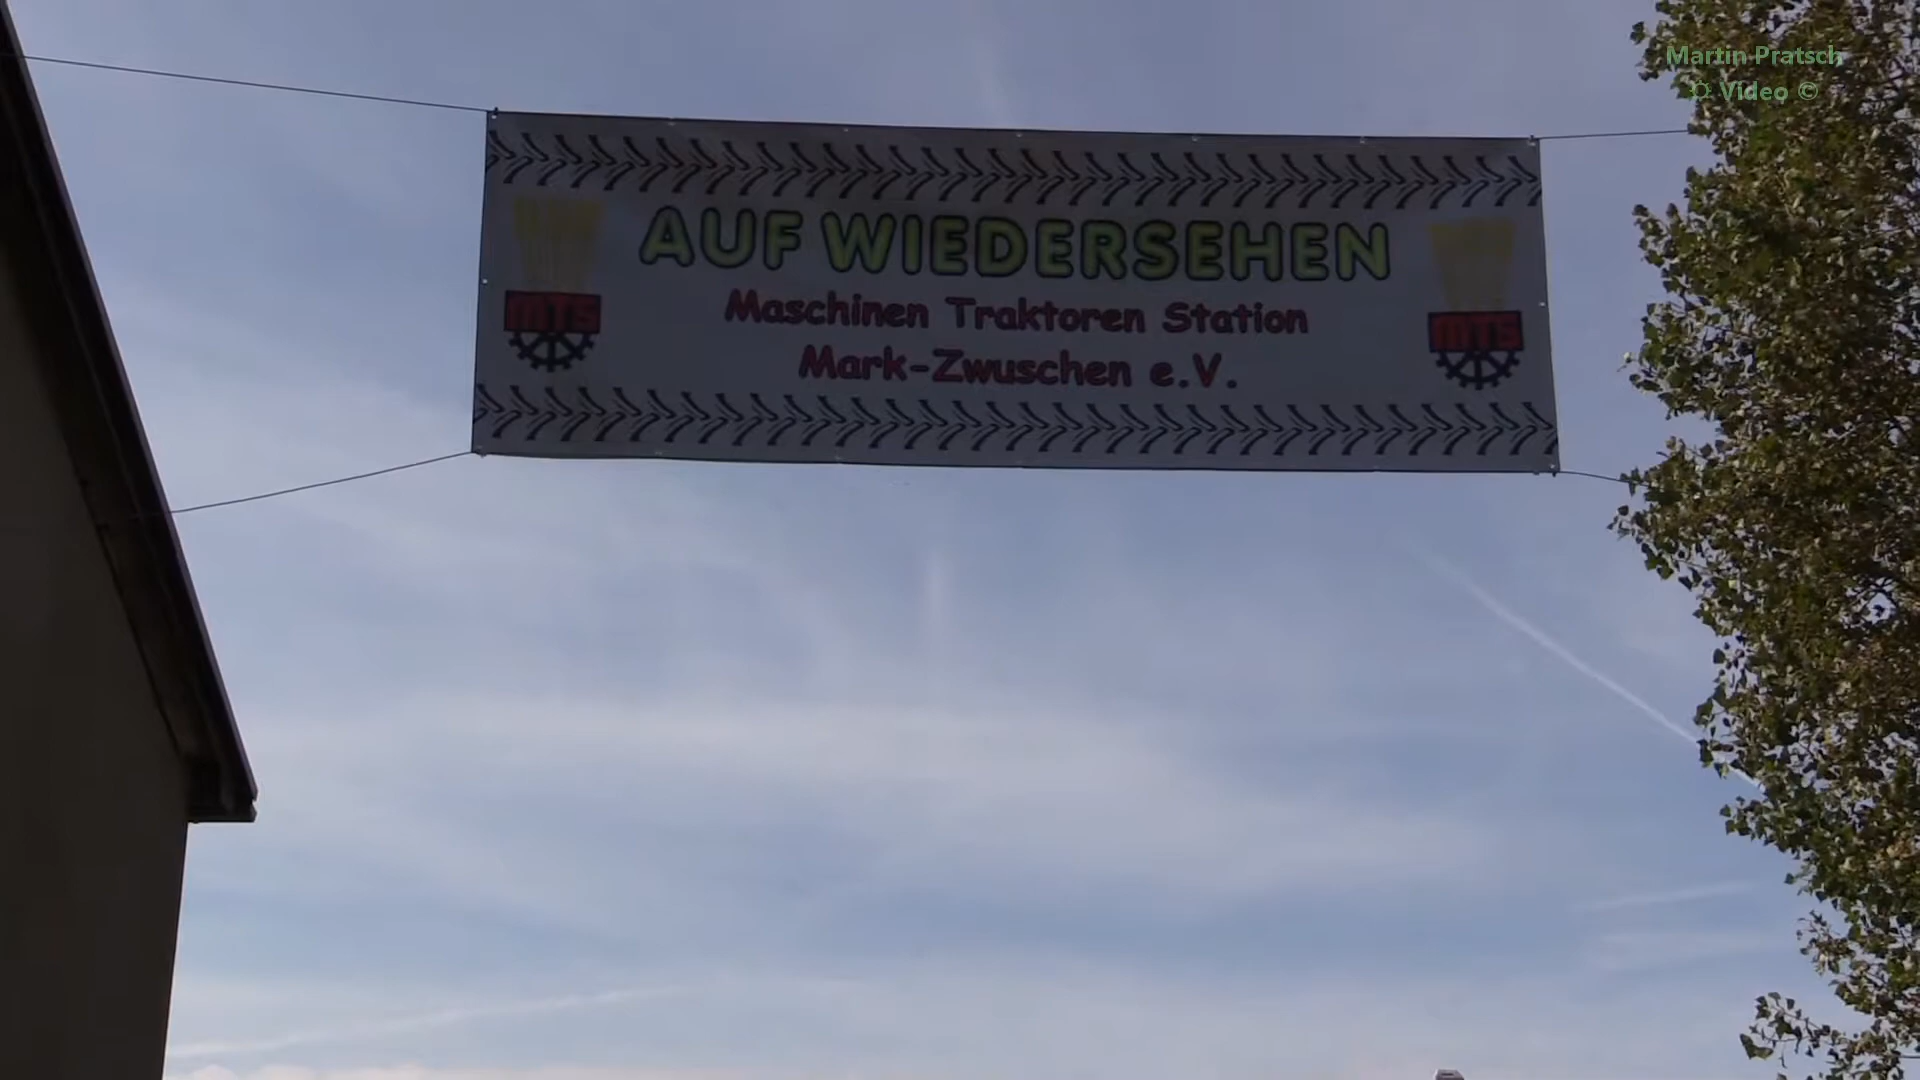 Martin Pratsch
☼ Video ©
AUF WIEDERSEHEN
Maschinen Traktoren Station
Mark-Zwuschen e.V.
MTS
MTS